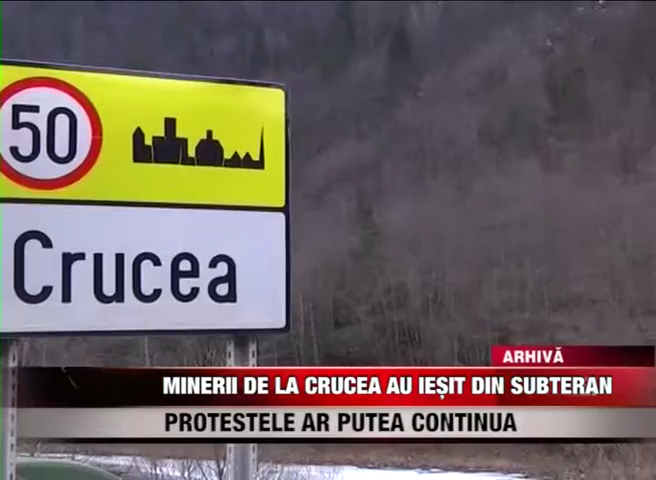 50
Crucea
ARHIVĂ
MINERII DE LA CRUCEA AU IEȘIT DIN SUBTERAN
PROTESTELE AR PUTEA CONTINUA